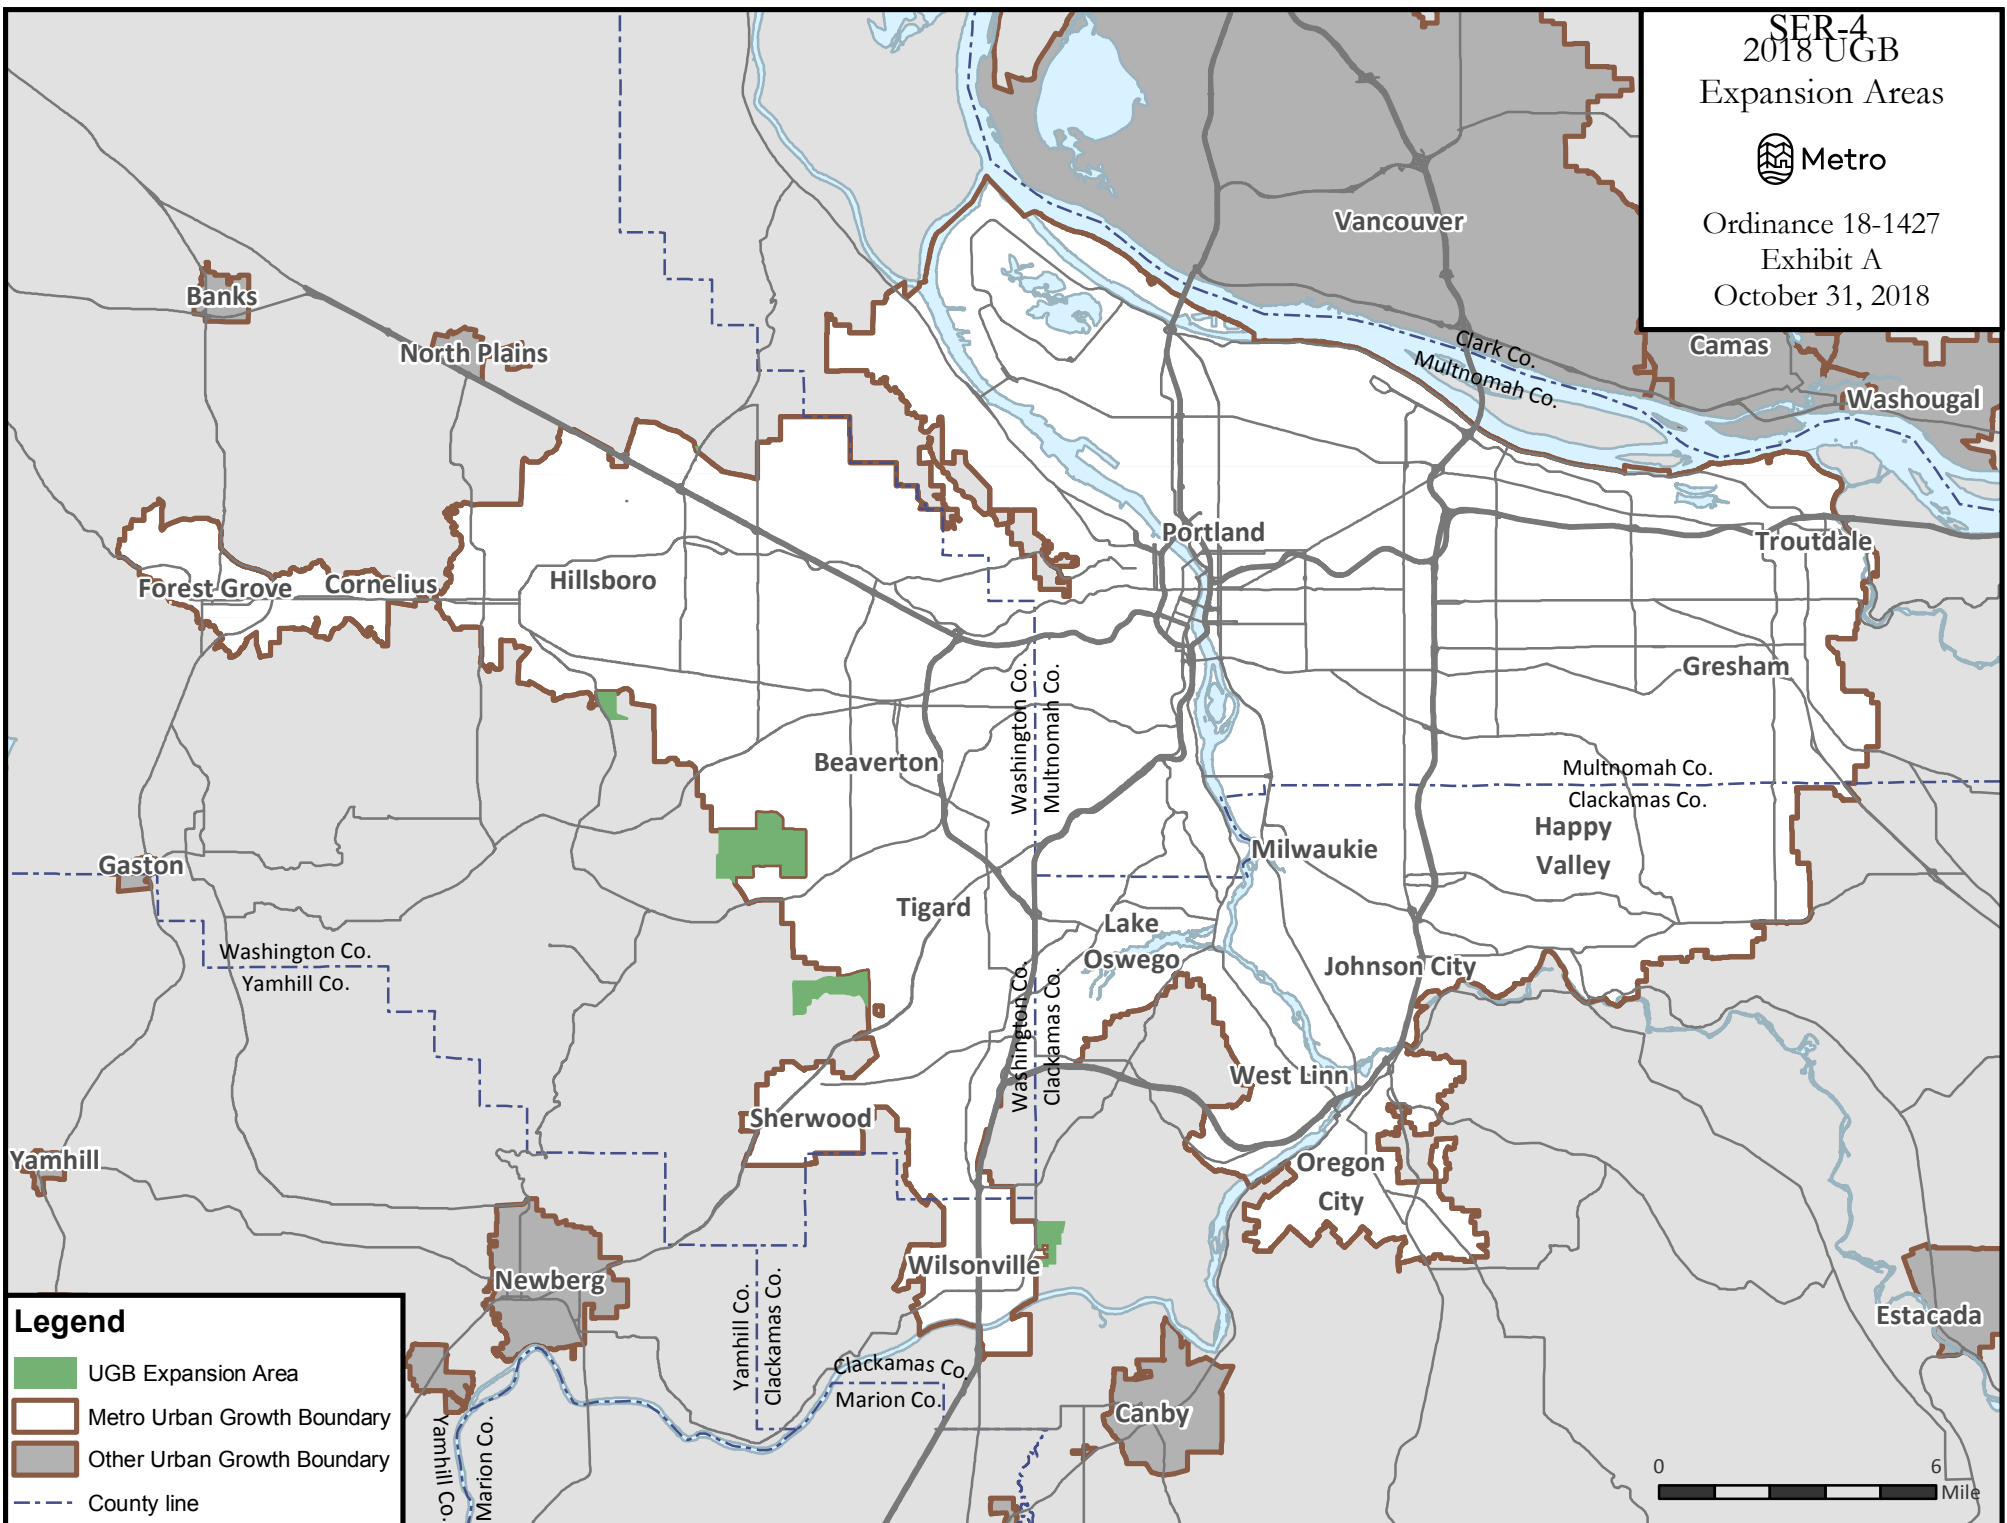 SER-4
2018 UGB
Expansion Areas
Metro
Ordinance 18-1427
Exhibit A
October 31, 2018
Vancouver
Banks
North Plains
Clark Co.
Multnomah Co.
Camas
Washougal
Portland
Troutdale
Forest Grove
Cornelius
Hillsboro
Gresham
Washington Co.
Multnomah Co.
Beaverton
Multnomah Co.
Clackamas Co.
Happy
Valley
Milwaukie
Gaston
Tigard
Lake
Oswego
Johnson City
Washington Co.
Yamhill Co.
Washington Co.
Clackamas Co.
West Linn
Sherwood
Yamhill
Oregon
City
Wilsonville
Newberg
Yamhill Co.
Clackamas Co.
Estacada
Clackamas Co.
Marion Co.
Canby
Yamhill Co.
Marion Co.
Legend
UGB Expansion Area
Metro Urban Growth Boundary
Other Urban Growth Boundary
County line
0 6
Mile